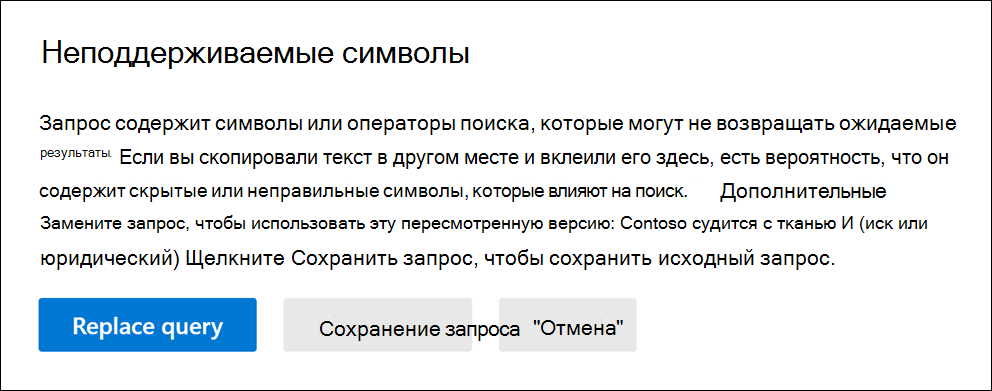 Неподдерживаемые символы
Запрос содержит символы или операторы поиска, которые могут не возвращать ожидаемые
результаты. Если вы скопировали текст в другом месте и вклеили его здесь, есть вероятность, что он
содержит скрытые или неправильные символы, которые влияют на поиск. Дополнительные
Замените запрос, чтобы использовать эту пересмотренную версию: Contoso судится с тканью И (иск или
юридический) Щелкните Сохранить запрос, чтобы сохранить исходный запрос.
Replace query Сохранение запроса "Отмена"